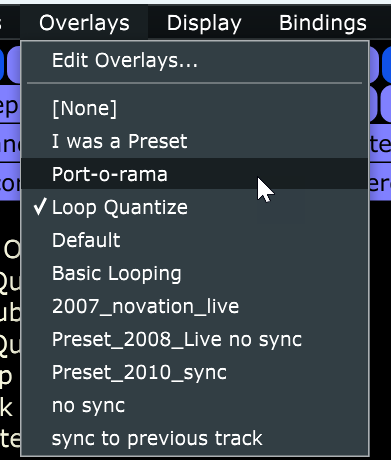 Overlays Display Bindings
Edit Overlays...
[None]
I was a Preset
Port-o-rama
Loop Quantize
Default
Basic Looping
2007_novation_live
Preset_2008_Live no sync
Preset_2010_sync
no sync
sync to previous track